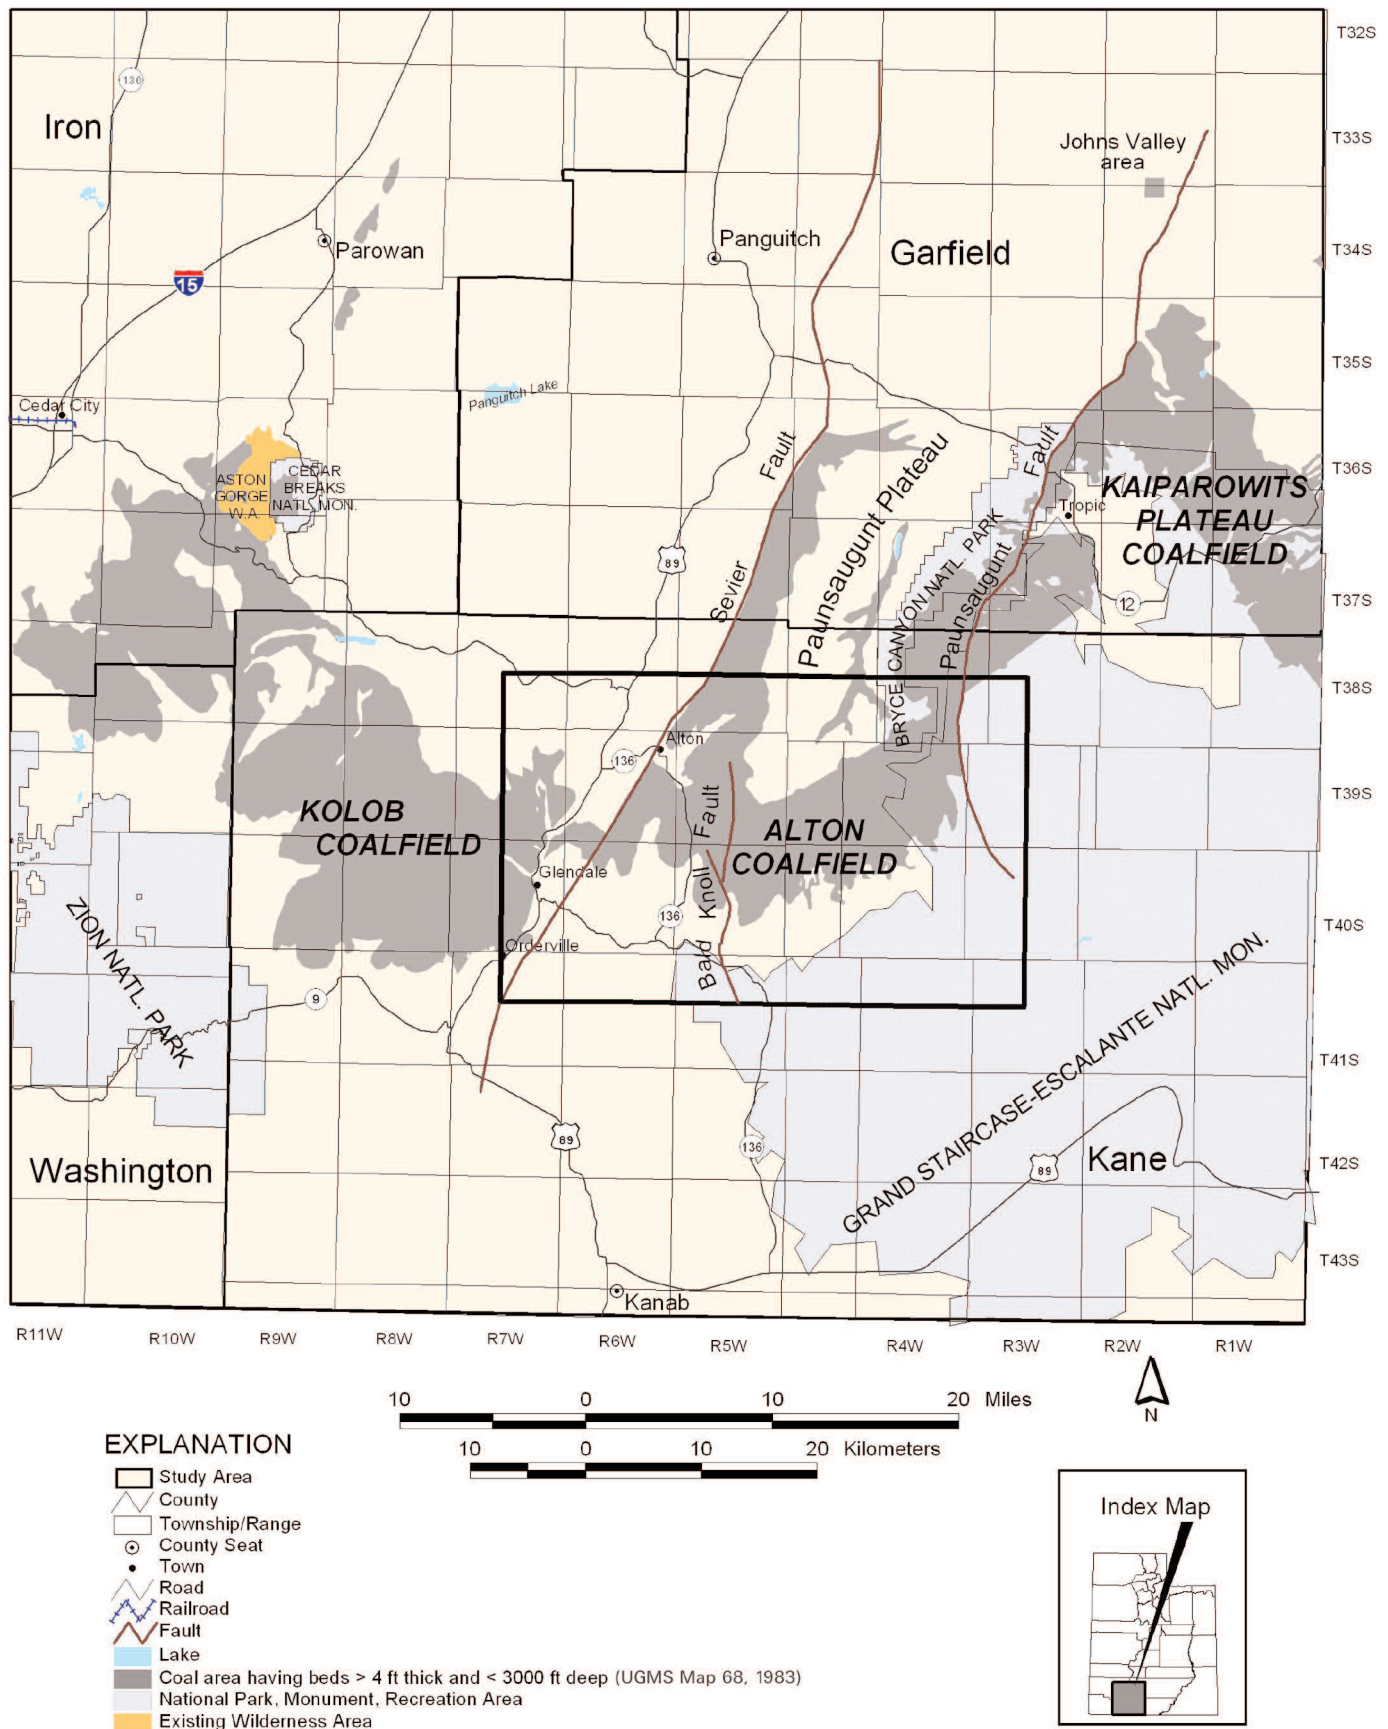 T32S
130
Iron
T33S
Johns Valley
area
Parowan
Panguitch
Garfield
T34S
15
T35S
Panguitch Lake
Cedar City
Fault
Paunsaugunt Plateau
Fault
T36S
ASTON
GORGE
W.A.
CEDAR
BREAKS
NATL. MON.
KAIPAROWITS
PLATEAU
COALFIELD
Tropic
89
Sevier
BRYCE CANYON NATL. PARK
Paunsaugunt
12
T37S
T38S
Alton
136
T39S
KOLOB
COALFIELD
Bald Knoll Fault
ALTON
COALFIELD
Glendale
136
T40S
Orderville
ZION NATL. PARK
9
GRAND STAIRCASE-ESCALANTE NATL. MON.
T41S
89
136
Washington
89
Kane
T42S
T43S
Kanab
R11W
R10W
R9W
R8W
R7W
R6W
R5W
R4W
R3W
R2W
R1W
10 0 10 20 Miles
N
10 0 10 20 Kilometers
EXPLANATION
Study Area
County
Township/Range
County Seat
Town
Road
Railroad
Fault
Lake
Coal area having beds > 4 ft thick and < 3000 ft deep (UGMS Map 68, 1983)
National Park, Monument, Recreation Area
Existing Wilderness Area
Index Map